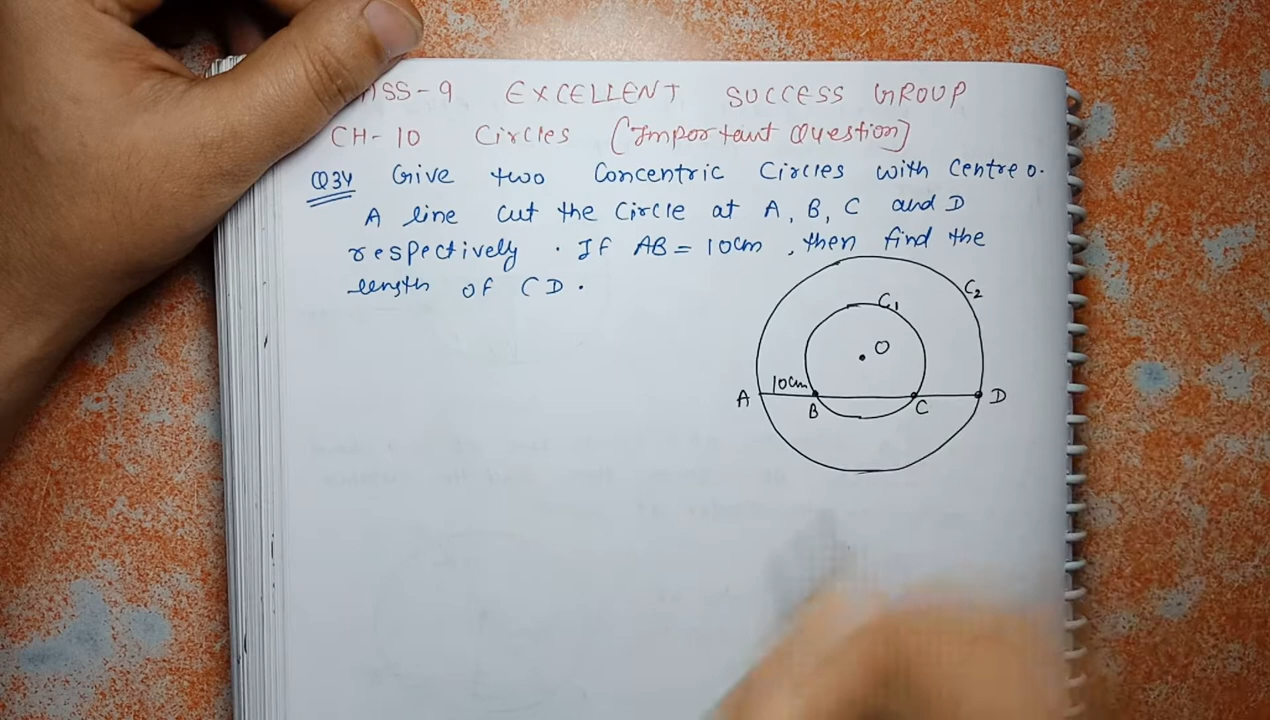 SS-9 EXCELLENT SUCCESS GROUP
CH-10 Circles (Important Question)
Q34 Give two Concentric Circles with Centre O.
A line cut the Circle at A, B, C and D
respectively. If AB = 10cm, then find the
length of CD.
C2
C1
O
10cm
A
B
C
D